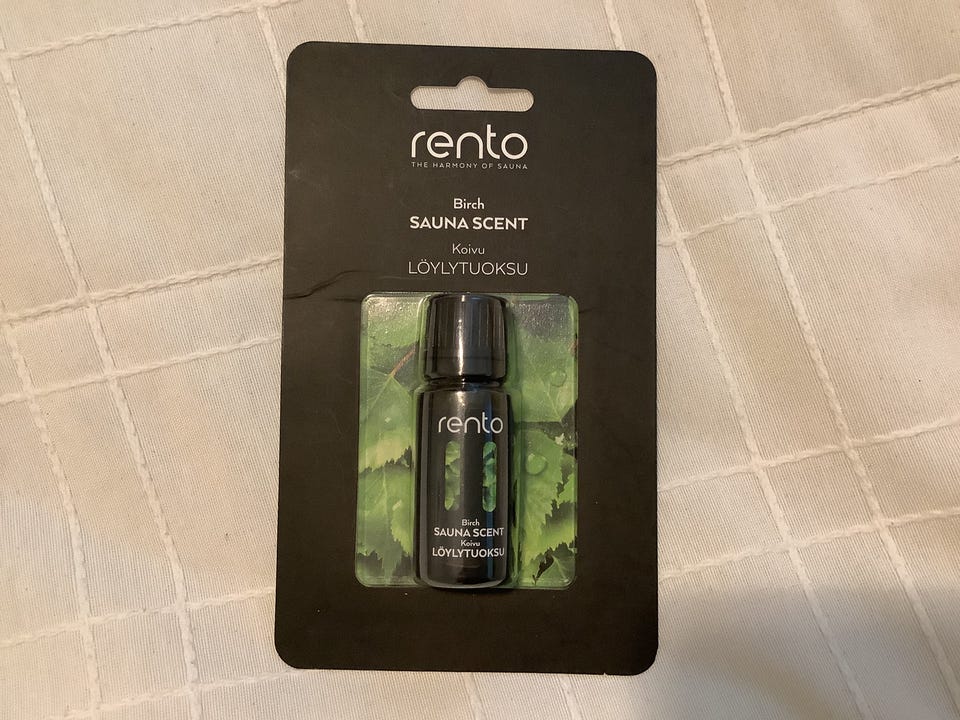 rento
THE HARMONY OF SAUNA
Birch
SAUNA SCENT
Koivu
LÖYLYTUOKSU
rento
Birch
SAUNA SCENT
Koivu
LÖYLYTUOKSU